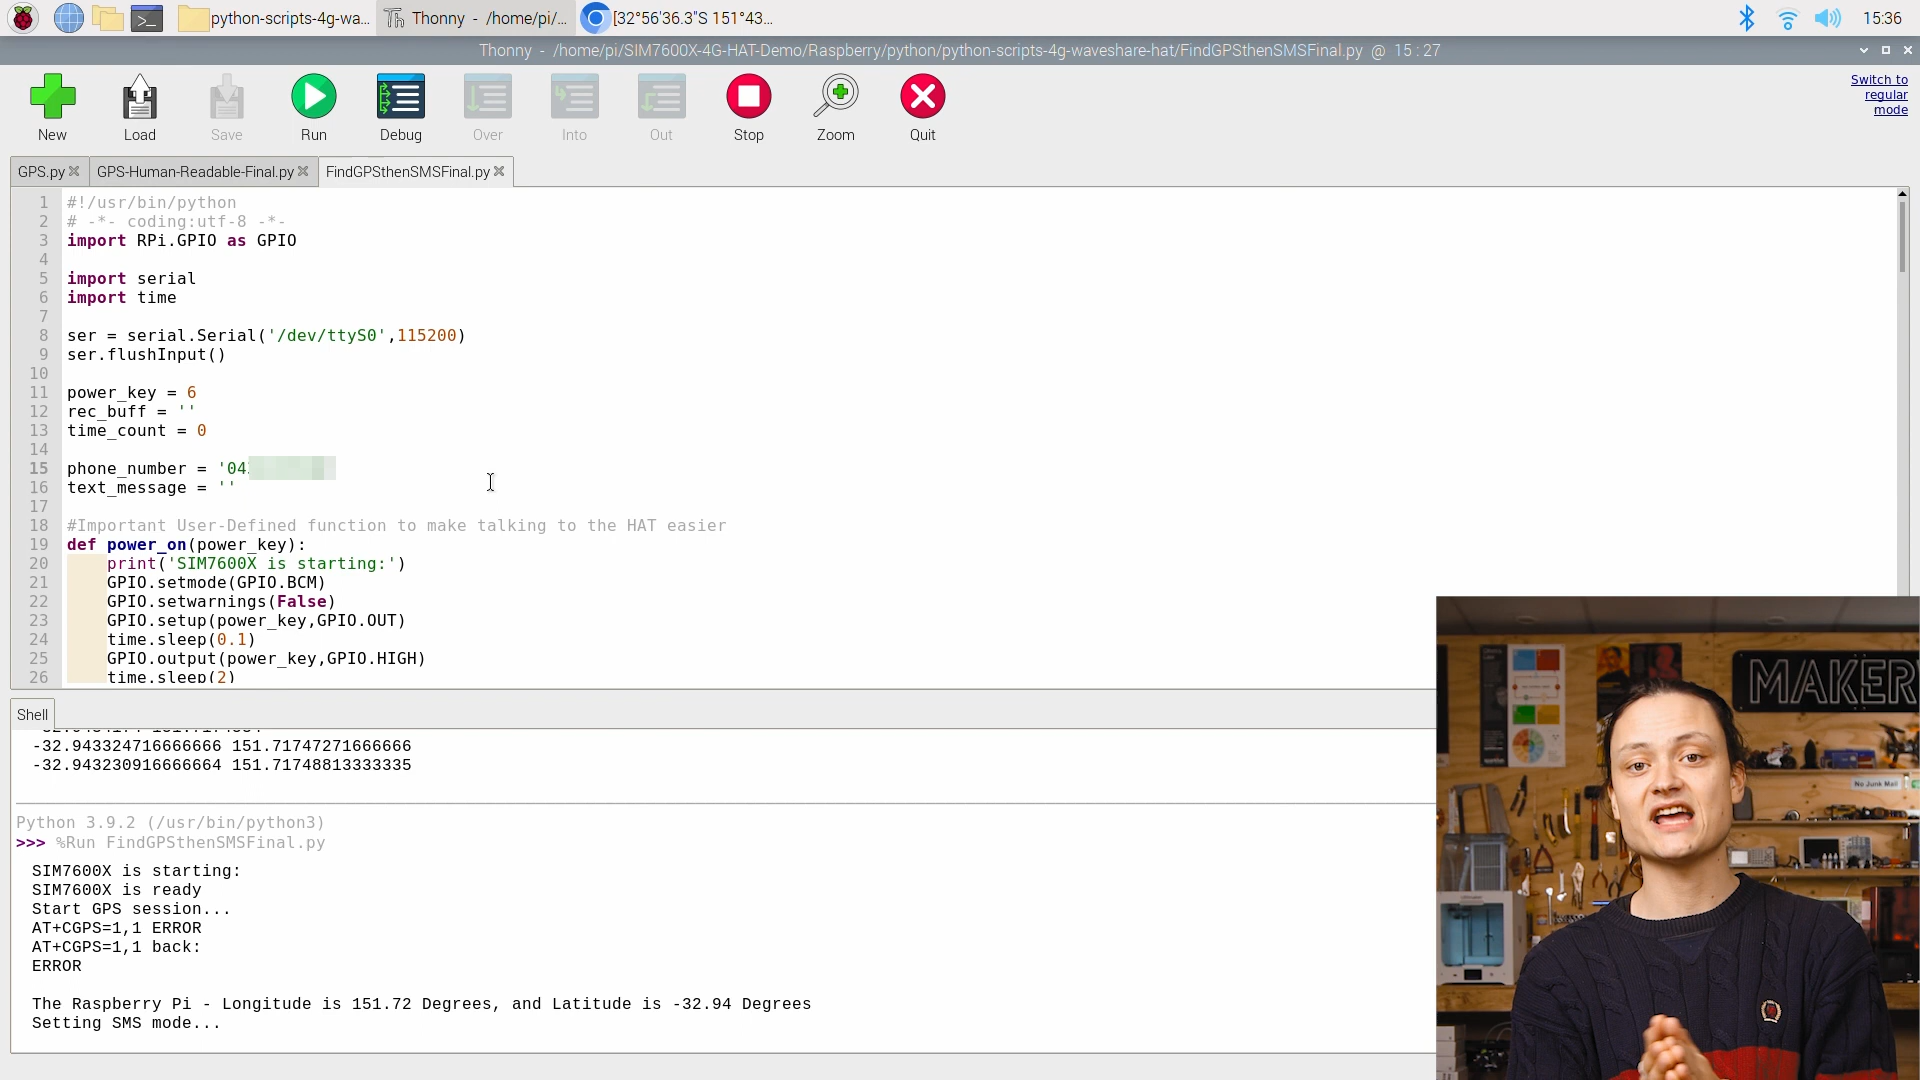 python-scripts-4g-wa...
Thonny - /home/pi/...
[32°56'36.3"S 151°43...
15:36
Thonny - /home/pi/SIM7600X-4G-HAT-Demo/Raspberry/python/python-scripts-4g-waveshare-hat/FindGPSthenSMSFinal.py @ 15:27
New
Load
Save
Run
Debug
Over
Into
Out
Stop
Zoom
Quit
Switch to
regular
mode
GPS.py
GPS-Human-Readable-Final.py
FindGPSthenSMSFinal.py
1 #!/usr/bin/python
2 # -*- coding:utf-8 -*-
3 import RPi.GPIO as GPIO
4
5 import serial
6 import time
7
8 ser = serial.Serial('/dev/ttyS0',115200)
9 ser.flushInput()
10
11 power_key = 6
12 rec_buff = ''
13 time_count = 0
14
15 phone_number = '04
16 text_message = ''
17
18 #Important User-Defined function to make talking to the HAT easier
19 def power_on(power_key):
20 print('SIM7600X is starting:')
21 GPIO.setmode(GPIO.BCM)
22 GPIO.setwarnings(False)
23 GPIO.setup(power_key,GPIO.OUT)
24 time.sleep(0.1)
25 GPIO.output(power_key,GPIO.HIGH)
26 time.sleep(2)
Shell
-32.943324716666666 151.71747271666666
-32.943230916666664 151.71748813333335
Python 3.9.2 (/usr/bin/python3)
>>> %Run FindGPSthenSMSFinal.py
SIM7600X is starting:
SIM7600X is ready
Start GPS session...
AT+CGPS=1,1 ERROR
AT+CGPS=1,1 back:
ERROR
The Raspberry Pi - Longitude is 151.72 Degrees, and Latitude is -32.94 Degrees
Setting SMS mode...
MAKER
No Junk Mail